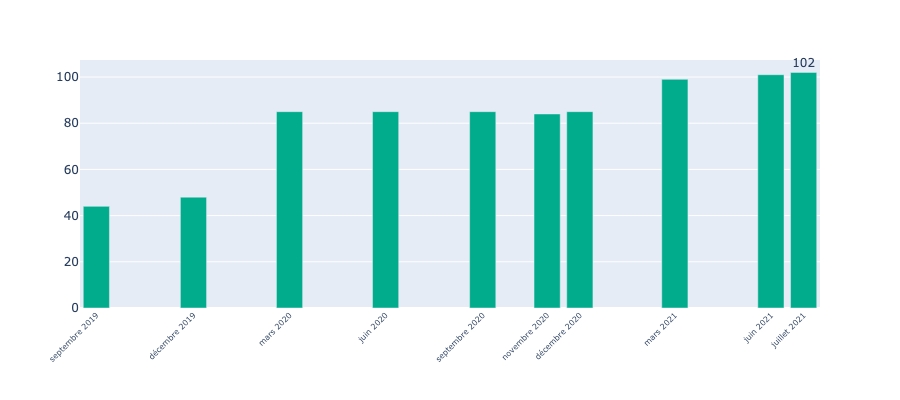 102
100
80
60
40
20
0
septembre 2019
décembre 2019
mars 2020
juin 2020
septembre 2020
novembre 2020
décembre 2020
mars 2021
juin 2021
juillet 2021